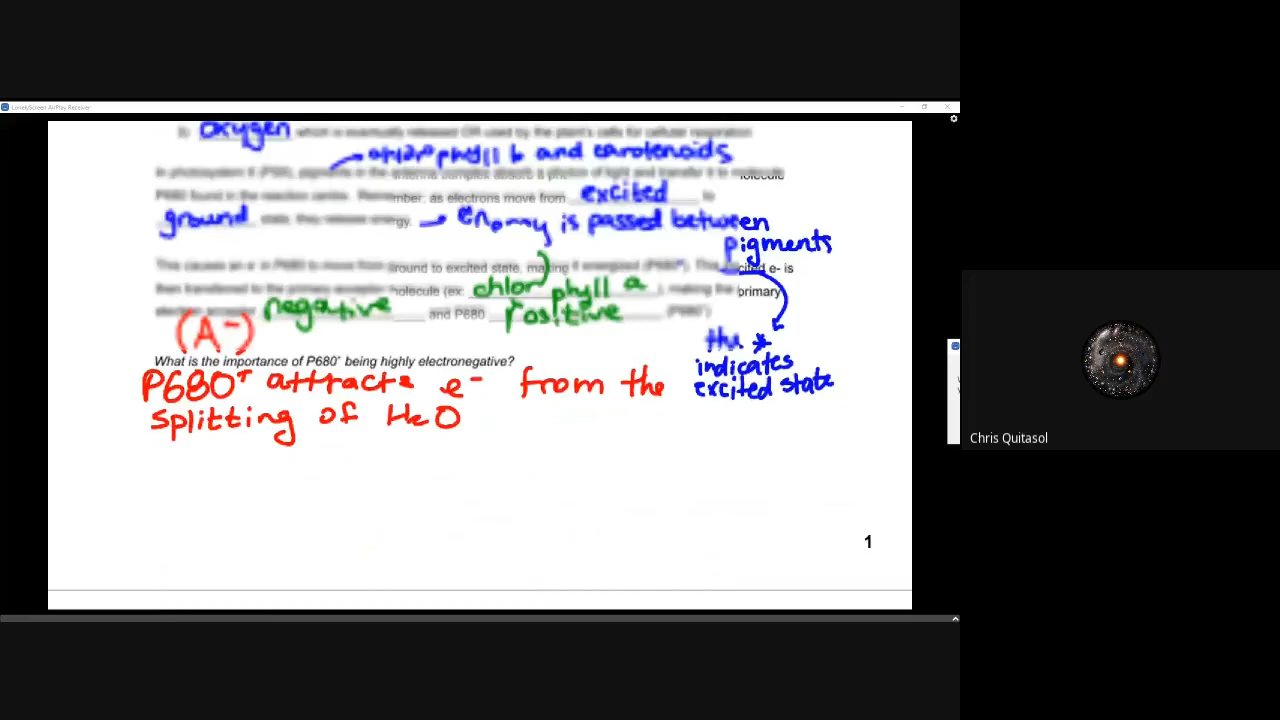 LonelyScreen AirPlay Receiver
3) oxygen which is eventually released OR used by the plant's cells for cellular respiration
chlorophyll b and carotenoids
In photosystem II (PSII), pigments in the antenna complex absorb a photon of light and transfer it to molecule
P680 found in the reaction centre. Remember: as electrons move from excited to
ground state, they release energy. → energy is passed between
pigments
This causes an e- in P680 to move from ground to excited state, making it energized (P680*). This excited e- is
then transferred to the primary acceptor molecule (ex: chlorophyll a), making the primary
electron acceptor negative and P680 positive (P680⁺)
(A-)
the *
indicates
excited state
What is the importance of P680⁺ being highly electronegative?
P680⁺ attracts e- from the
splitting of H₂O
1
Chris Quitasol